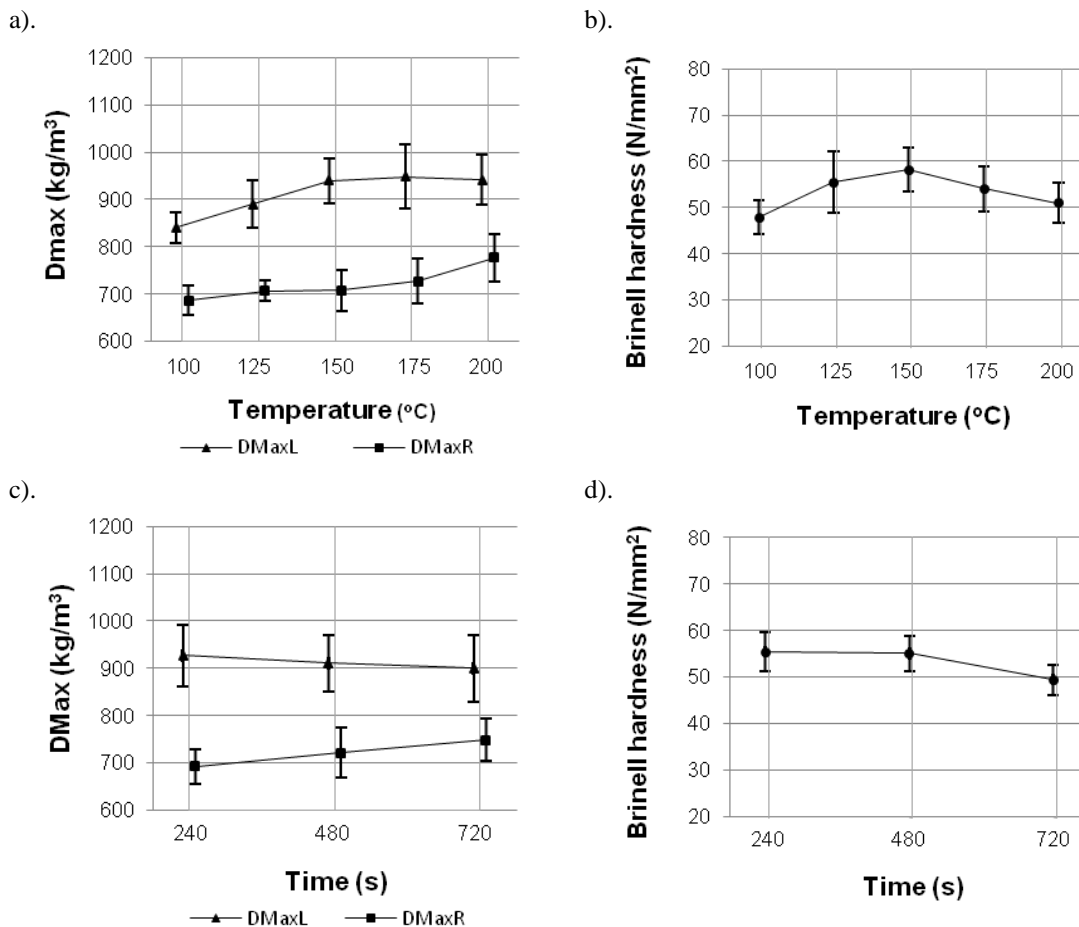 a).
1200
1100
1000
900
800
700
600
Dmax (kg/m³)
100 125 150 175 200
Temperature (ºC)
DMaxL DMaxR
b).
80
70
60
50
40
30
20
Brinell hardness (N/mm²)
100 125 150 175 200
Temperature (ºC)
c).
1200
1100
1000
900
800
700
600
DMax (kg/m³)
240 480 720
Time (s)
DMaxL DMaxR
d).
80
70
60
50
40
30
20
Brinell hardness (N/mm²)
240 480 720
Time (s)